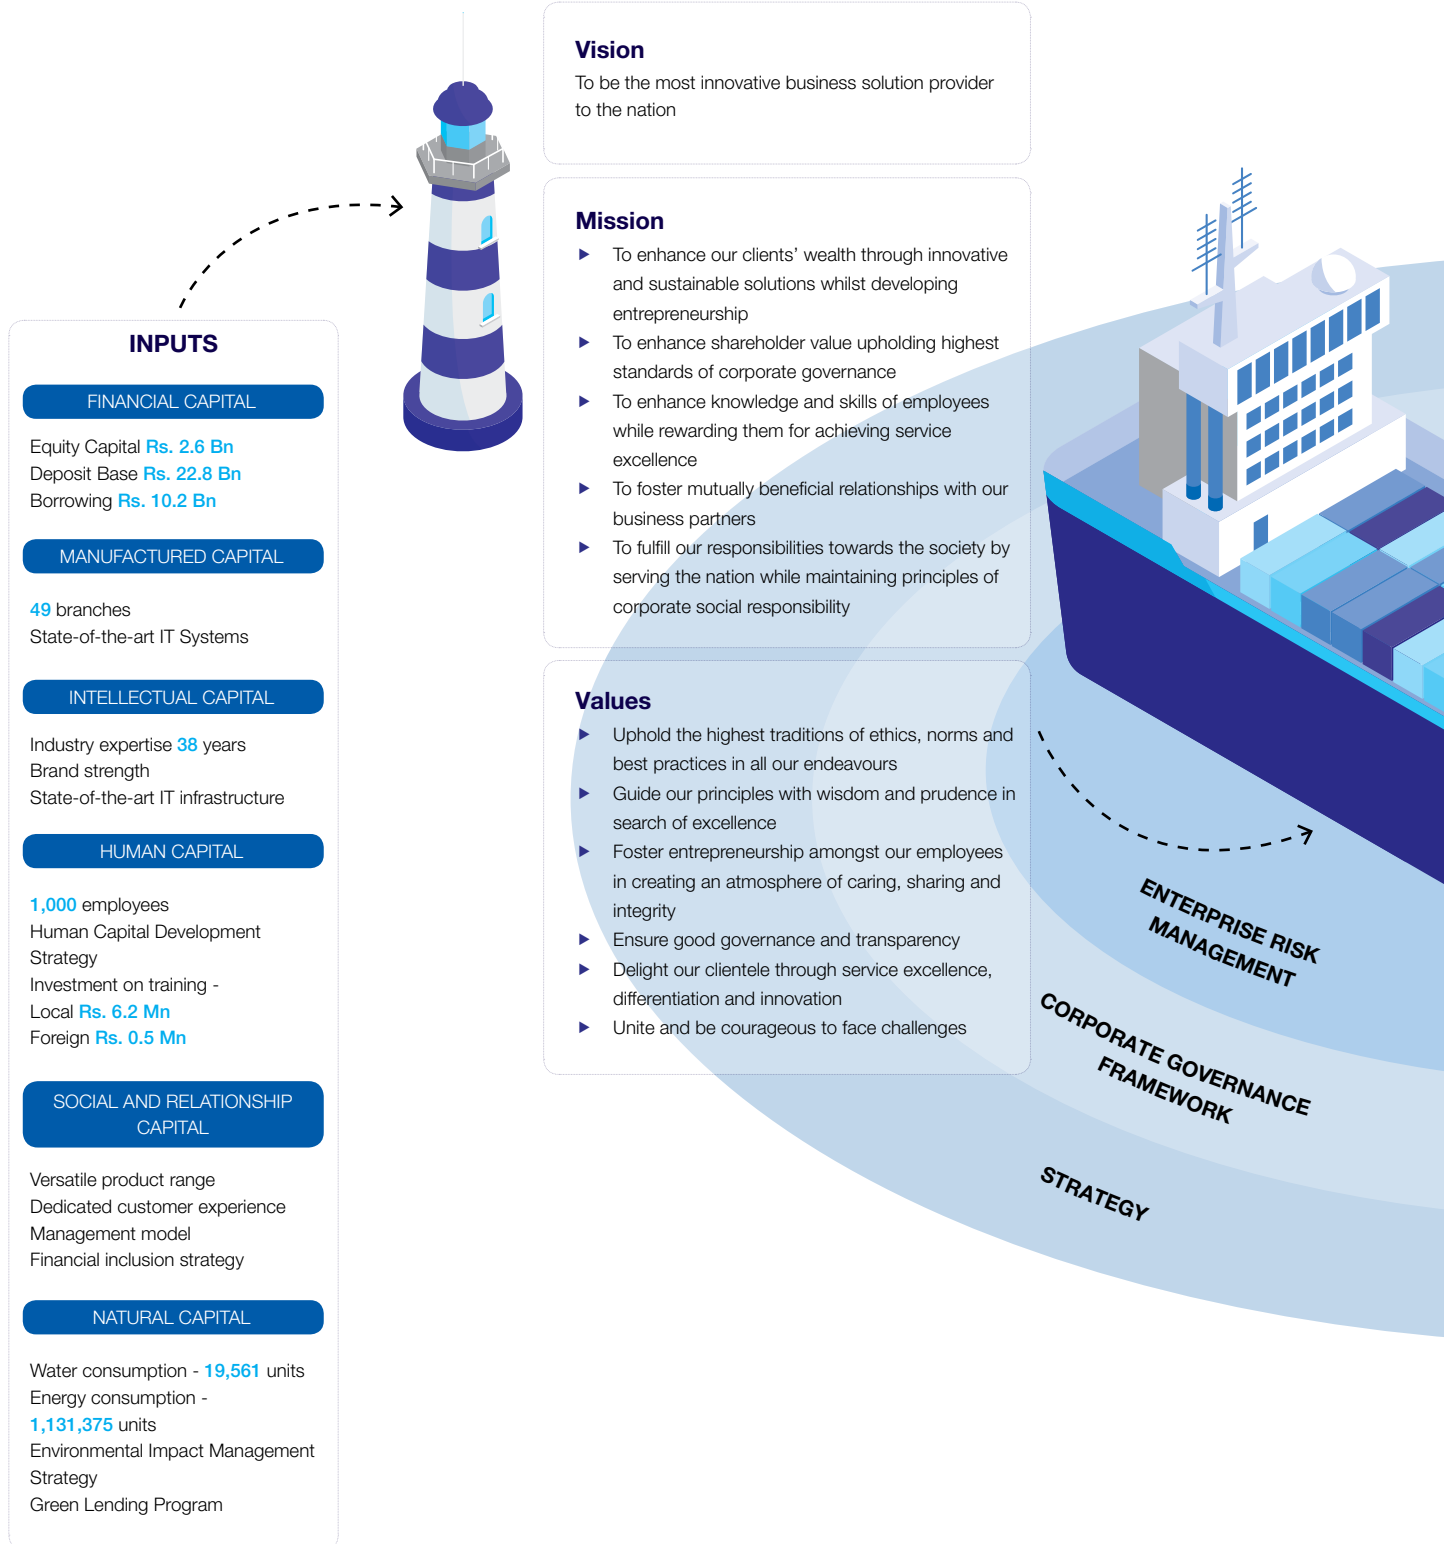 INPUTS
FINANCIAL CAPITAL
Equity Capital Rs. 2.6 Bn
Deposit Base Rs. 22.8 Bn
Borrowing Rs. 10.2 Bn
MANUFACTURED CAPITAL
49 branches
State-of-the-art IT Systems
INTELLECTUAL CAPITAL
Industry expertise 38 years
Brand strength
State-of-the-art IT infrastructure
HUMAN CAPITAL
1,000 employees
Human Capital Development
Strategy
Investment on training -
Local Rs. 6.2 Mn
Foreign Rs. 0.5 Mn
SOCIAL AND RELATIONSHIP
CAPITAL
Versatile product range
Dedicated customer experience
Management model
Financial inclusion strategy
NATURAL CAPITAL
Water consumption - 19,561 units
Energy consumption -
1,131,375 units
Environmental Impact Management
Strategy
Green Lending Program
Vision
To be the most innovative business solution provider
to the nation
Mission
▶ To enhance our clients’ wealth through innovative
and sustainable solutions whilst developing
entrepreneurship
▶ To enhance shareholder value upholding highest
standards of corporate governance
▶ To enhance knowledge and skills of employees
while rewarding them for achieving service
excellence
▶ To foster mutually beneficial relationships with our
business partners
▶ To fulfill our responsibilities towards the society by
serving the nation while maintaining principles of
corporate social responsibility
Values
▶ Uphold the highest traditions of ethics, norms and
best practices in all our endeavours
▶ Guide our principles with wisdom and prudence in
search of excellence
▶ Foster entrepreneurship amongst our employees
in creating an atmosphere of caring, sharing and
integrity
▶ Ensure good governance and transparency
▶ Delight our clientele through service excellence,
differentiation and innovation
▶ Unite and be courageous to face challenges
ENTERPRISE RISK
MANAGEMENT
CORPORATE GOVERNANCE
FRAMEWORK
STRATEGY